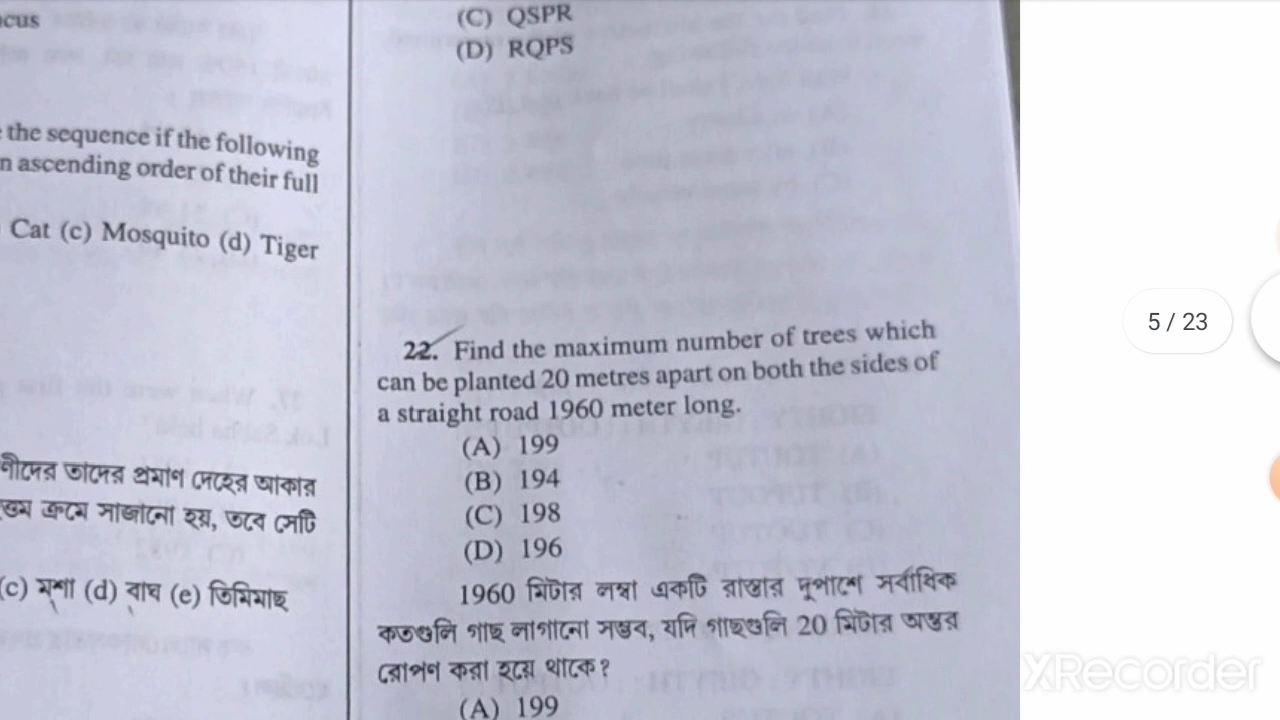 cus
the sequence if the following
n ascending order of their full
Cat (c) Mosquito (d) Tiger
ণীদের তাদের প্রমাণ দেহের আকার
ক্রমে সাজানো হয়, তবে সেটি
(c) মশা (d) বাঘ (e) তিমিমাছ
(C) QSPR
(D) RQPS
22. Find the maximum number of trees which
can be planted 20 metres apart on both the sides of
a straight road 1960 meter long.
(A) 199
(B) 194
(C) 198
(D) 196
1960 মিটার লম্বা একটি রাস্তার দুপাশে সর্বাধিক
কতগুলি গাছ লাগানো সম্ভব, যদি গাছগুলি 20 মিটার অন্তর
রোপণ করা হয়ে থাকে?
(A) 199
5 / 23
XRecorder